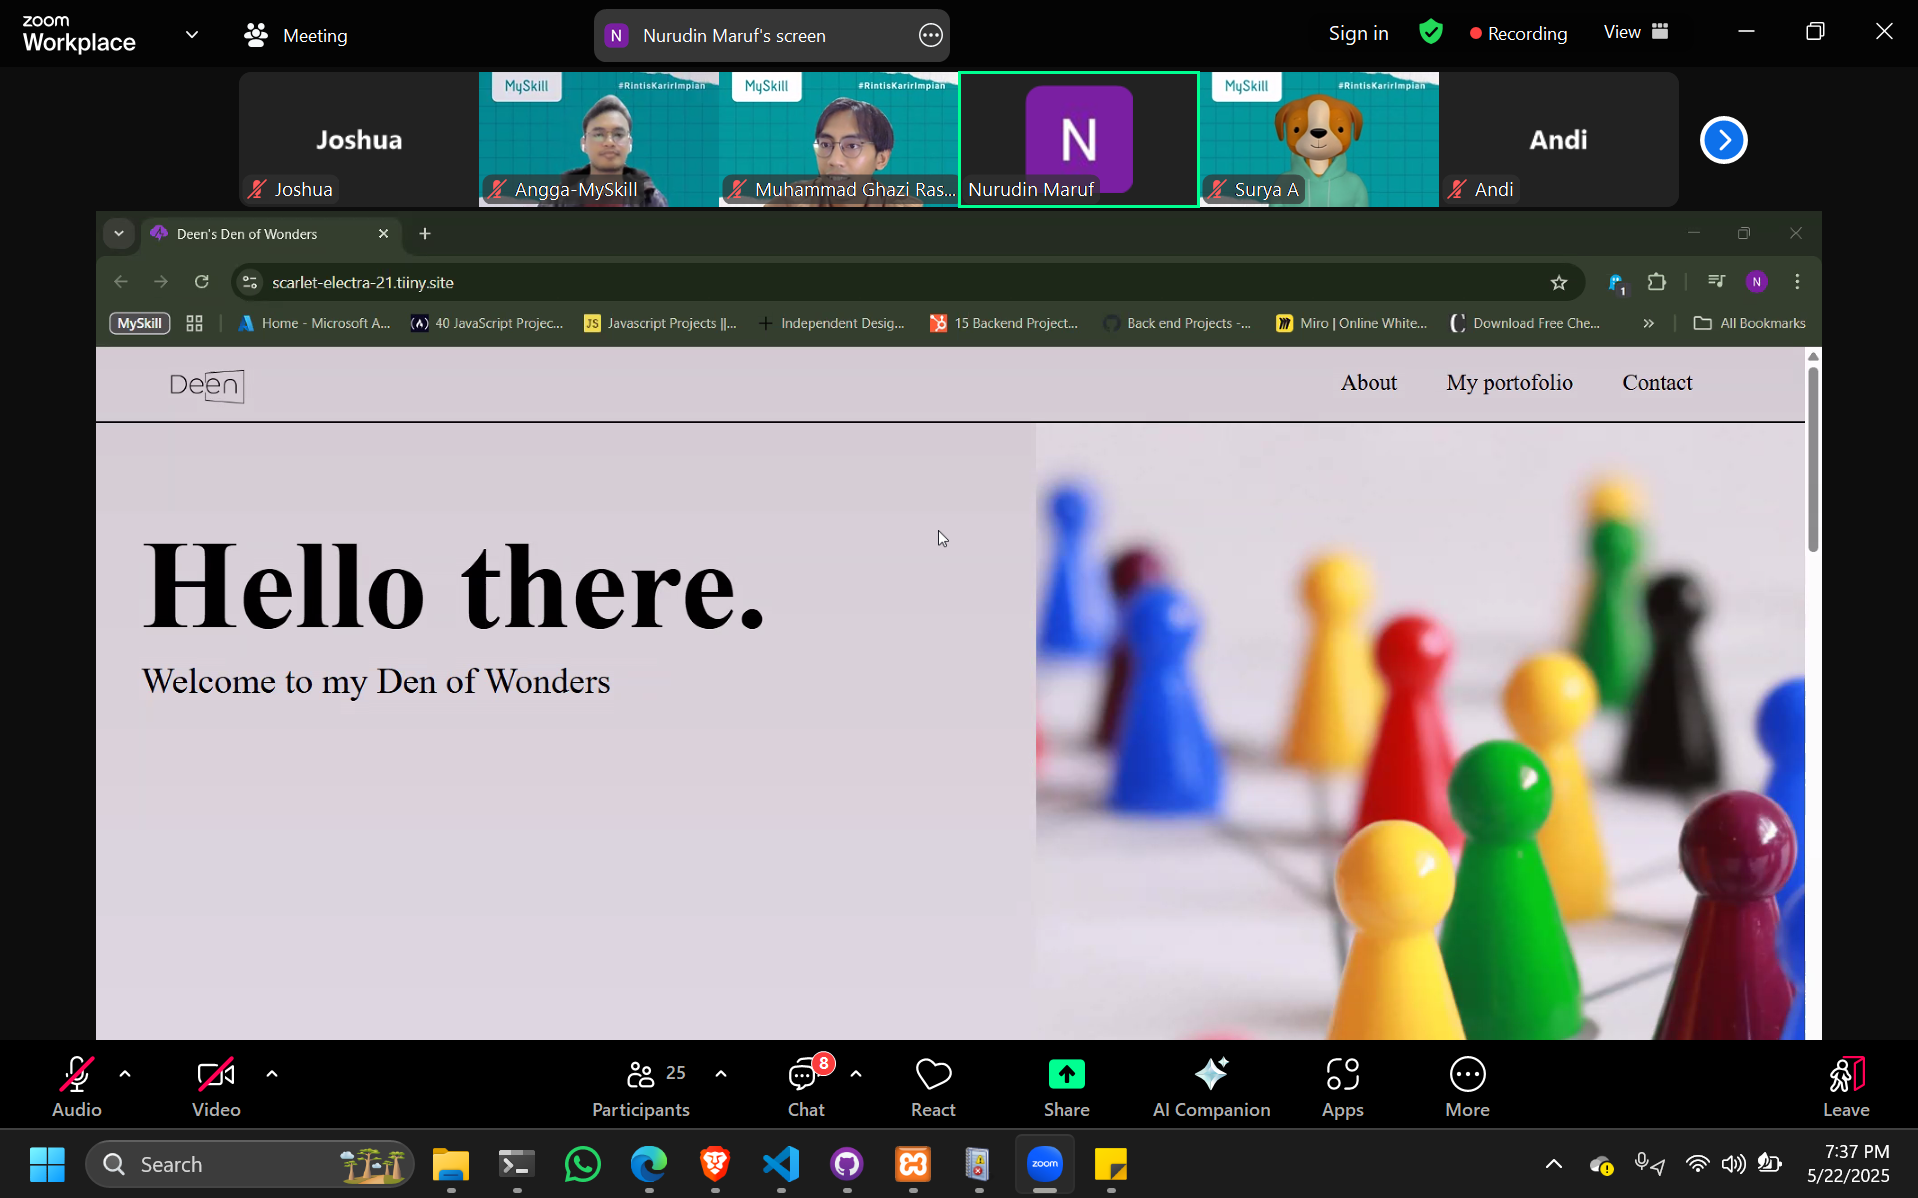 zoom
Workplace
Meeting
N Nurudin Maruf's screen
Sign in
Recording
View
Joshua
Joshua
MySkill #RintisKarirImpian
Angga-MySkill
MySkill #RintisKarirImpian
Muhammad Ghazi Ras...
N
Nurudin Maruf
MySkill #RintisKarirImpian
Surya A
Andi
Andi
Deen's Den of Wonders
scarlet-electra-21.tiiny.site
1
N
MySkill
Home - Microsoft A...
40 JavaScript Projec...
JS Javascript Projects ||...
Independent Desig...
15 Backend Project...
Back end Projects -...
Miro | Online White...
Download Free Che...
»
All Bookmarks
Deen
About
My portofolio
Contact
Hello there.
Welcome to my Den of Wonders
Audio
Video
25
Participants
8
Chat
React
Share
AI Companion
Apps
More
Leave
Search
zoom
7:37 PM
5/22/2025